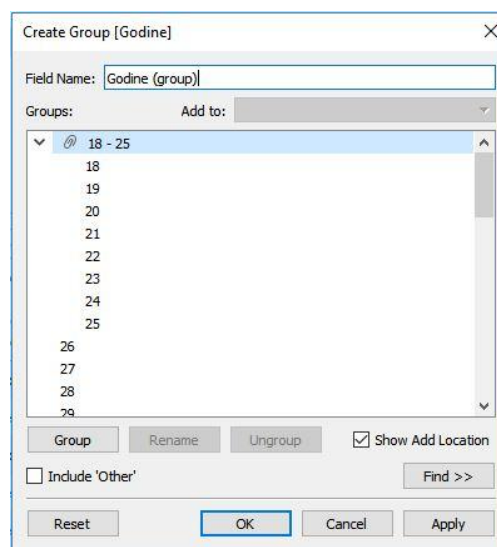 Create Group [Godine]
Field Name: Godine (group)
Groups: Add to:
18 - 25
18
19
20
21
22
23
24
25
26
27
28
29
Group Rename Ungroup Show Add Location
Include 'Other' Find >>
Reset OK Cancel Apply